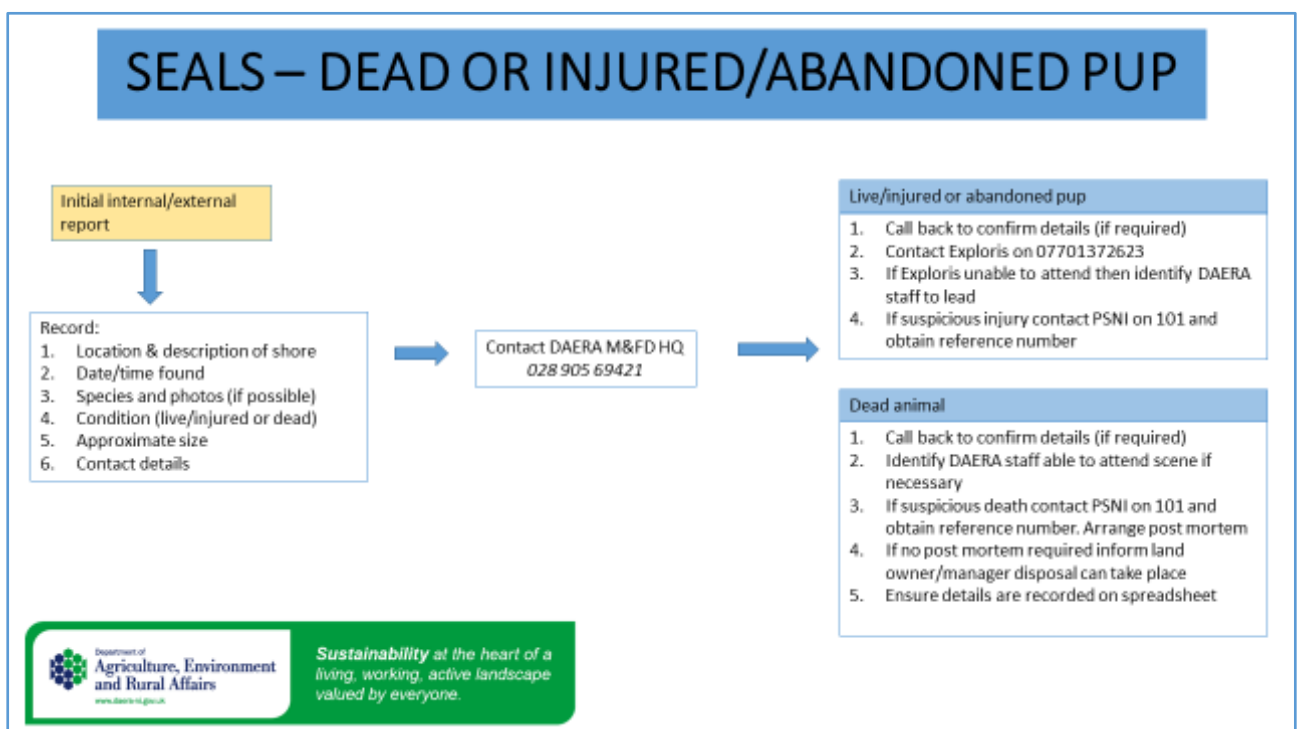 SEALS – DEAD OR INJURED/ABANDONED PUP
Initial internal/external
report
Record:
1. Location & description of shore
2. Date/time found
3. Species and photos (if possible)
4. Condition (live/injured or dead)
5. Approximate size
6. Contact details
Contact DAERA M&FD HQ
028 905 69421
Live/injured or abandoned pup
1. Call back to confirm details (if required)
2. Contact Exploris on 07701372623
3. If Exploris unable to attend then identify DAERA
staff to lead
4. If suspicious injury contact PSNI on 101 and
obtain reference number
Dead animal
1. Call back to confirm details (if required)
2. Identify DAERA staff able to attend scene if
necessary
3. If suspicious death contact PSNI on 101 and
obtain reference number. Arrange post mortem
4. If no post mortem required inform land
owner/manager disposal can take place
5. Ensure details are recorded on spreadsheet
Department of
Agriculture, Environment
and Rural Affairs
www.daera-ni.gov.uk
Sustainability at the heart of a
living, working, active landscape
valued by everyone.